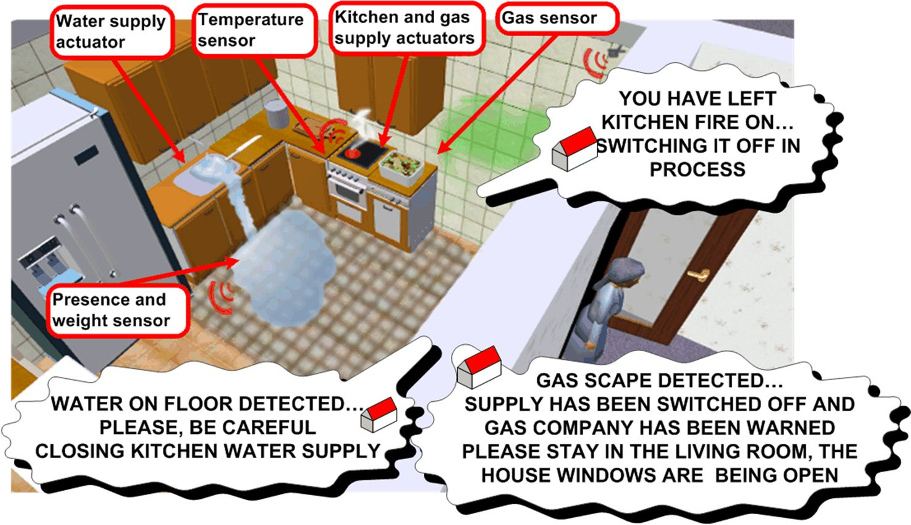 Water supply
actuator
Temperature
sensor
Kitchen and gas
supply actuators
Gas sensor
YOU HAVE LEFT
KITCHEN FIRE ON...
SWITCHING IT OFF IN
PROCESS
Presence and
weight sensor
WATER ON FLOOR DETECTED...
PLEASE, BE CAREFUL
CLOSING KITCHEN WATER SUPPLY
GAS SCAPE DETECTED...
SUPPLY HAS BEEN SWITCHED OFF AND
GAS COMPANY HAS BEEN WARNED
PLEASE STAY IN THE LIVING ROOM, THE
HOUSE WINDOWS ARE BEING OPEN